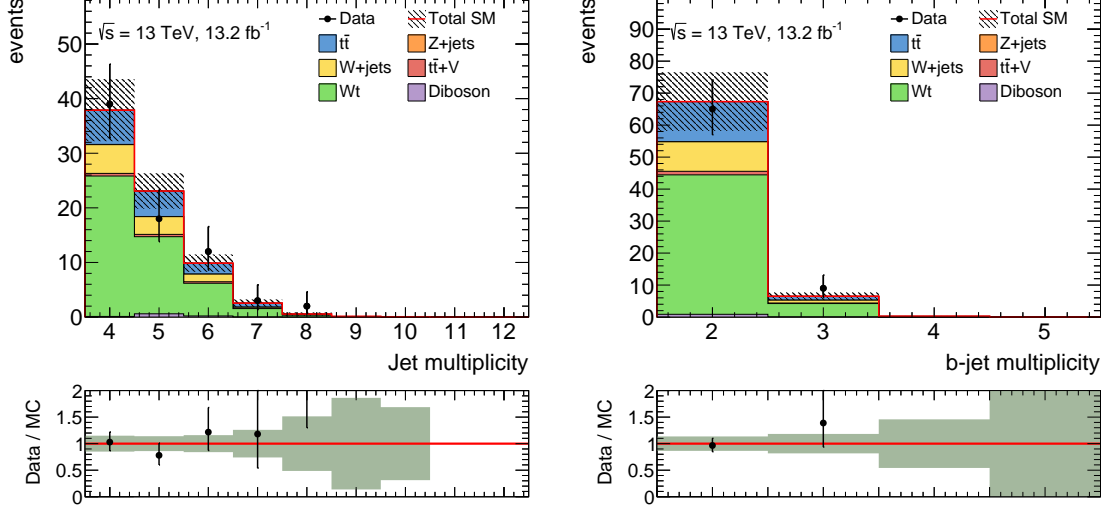 events
50
40
30
20
10
0
√s = 13 TeV, 13.2 fb-1
Data
Total SM
tt̄
Z+jets
W+jets
tt̄+V
Wt
Diboson
4 5 6 7 8 9 10 11 12
Jet multiplicity
Data / MC
2
1.5
1
0.5
0
events
90
80
70
60
50
40
30
20
10
0
√s = 13 TeV, 13.2 fb-1
Data
Total SM
tt̄
Z+jets
W+jets
tt̄+V
Wt
Diboson
2 3 4 5
b-jet multiplicity
Data / MC
2
1.5
1
0.5
0